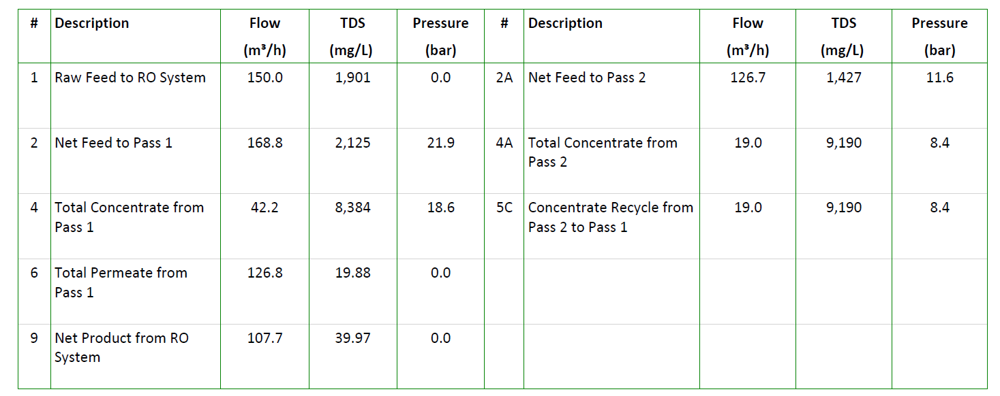 # Description Flow TDS Pressure # Description Flow TDS Pressure
(m³/h) (mg/L) (bar) (m³/h) (mg/L) (bar)
1 Raw Feed to RO System 150.0 1,901 0.0 2A Net Feed to Pass 2 126.7 1,427 11.6
2 Net Feed to Pass 1 168.8 2,125 21.9 4A Total Concentrate from 19.0 9,190 8.4
Pass 2
4 Total Concentrate from 42.2 8,384 18.6 5C Concentrate Recycle from 19.0 9,190 8.4
Pass 1 Pass 2 to Pass 1
6 Total Permeate from 126.8 19.88 0.0
Pass 1
9 Net Product from RO 107.7 39.97 0.0
System